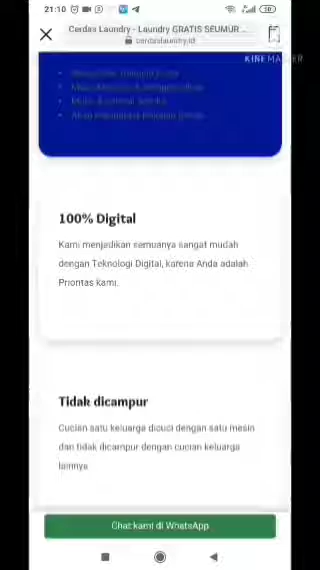 21:10
Cerdas Laundry - Laundry GRATIS SEUMUR ...
cerdaslaundry.id
KINEMASTER
100% Digital
Kami menjadikan semuanya sangat mudah
dengan Teknologi Digital, karena Anda adalah
Prioritas kami.
Tidak dicampur
Cucian satu keluarga dicuci dengan satu mesin
dan tidak dicampur dengan cucian keluarga
lainnya
Chat kami di WhatsApp